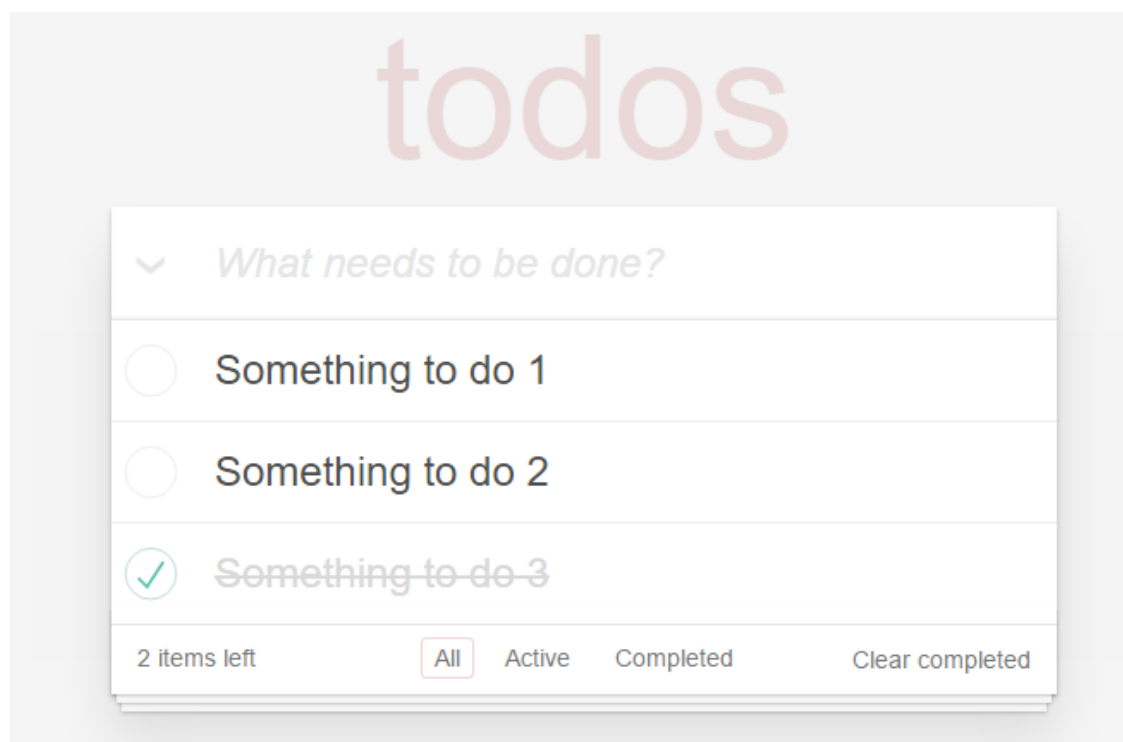 todos
What needs to be done?
Something to do 1
Something to do 2
Something to do 3
2 items left All Active Completed Clear completed